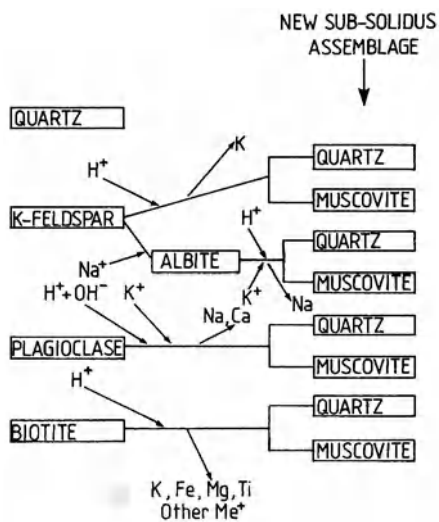 NEW SUB-SOLIDUS
ASSEMBLAGE
QUARTZ
K
H⁺
QUARTZ
MUSCOVITE
K-FELDSPAR
H⁺
QUARTZ
ALBITE
Na⁺
MUSCOVITE
H⁺+OH⁻
K⁺
Na,Ca
K⁺
Na
QUARTZ
PLAGIOCLASE
MUSCOVITE
H⁺
QUARTZ
BIOTITE
MUSCOVITE
K, Fe, Mg, Ti
Other Me⁺